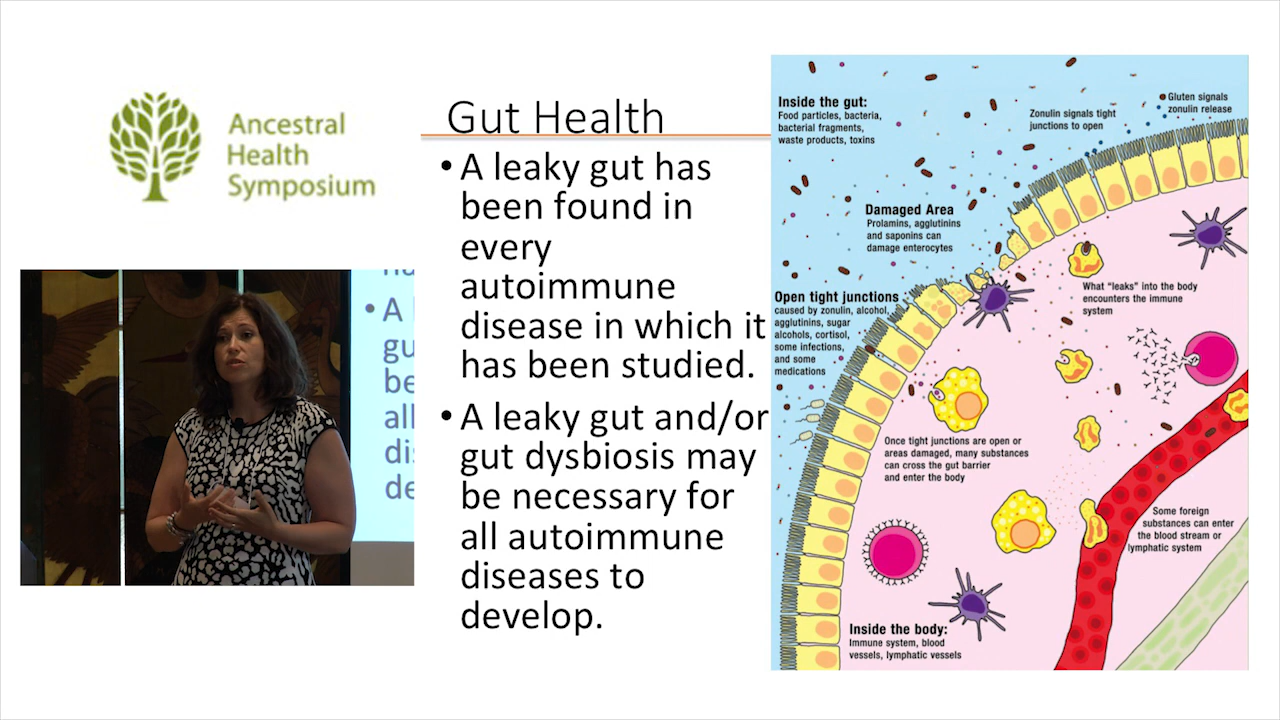 Ancestral
Health
Symposium
Gut Health
• A leaky gut has
been found in
every
autoimmune
disease in which it
has been studied.
• A leaky gut and/or
gut dysbiosis may
be necessary for
all autoimmune
diseases to
develop.
• A
gu
be
all
di
de
Inside the gut:
Food particles, bacteria,
bacterial fragments,
waste products, toxins
Zonulin signals tight
junctions to open
Gluten signals
zonulin release
Damaged Area
Prolamins, agglutinins
and saponins can
damage enterocytes
Open tight junctions
caused by zonulin, alcohol,
agglutinins, sugar
alcohols, cortisol,
some infections,
and some
medications
What “leaks” into the body
encounters the immune
system
Once tight junctions are open or
areas damaged, many substances
can cross the gut barrier
and enter the body
Some foreign
substances can enter
the blood stream or
lymphatic system
Inside the body:
Immune system, blood
vessels, lymphatic vessels